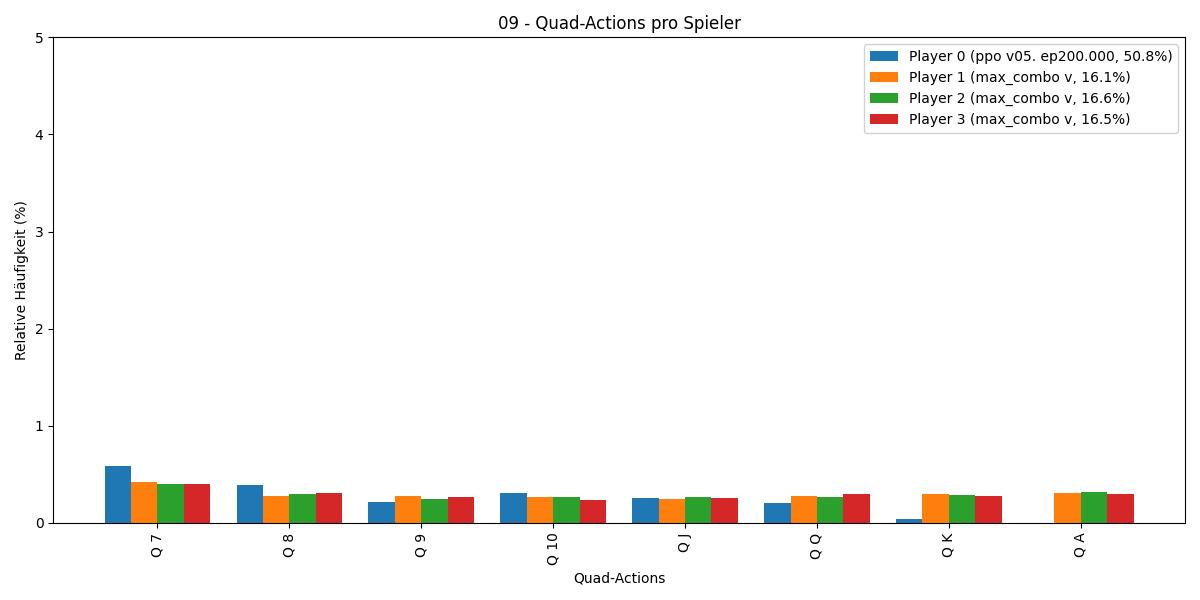 09 - Quad-Actions pro Spieler
Player 0 (ppo v05. ep200.000, 50.8%)
Player 1 (max_combo v, 16.1%)
Player 2 (max_combo v, 16.6%)
Player 3 (max_combo v, 16.5%)
Relative Häufigkeit (%)
5
4
3
2
1
0
Q 7
Q 8
Q 9
Q 10
Q J
Q Q
Q K
Q A
Quad-Actions